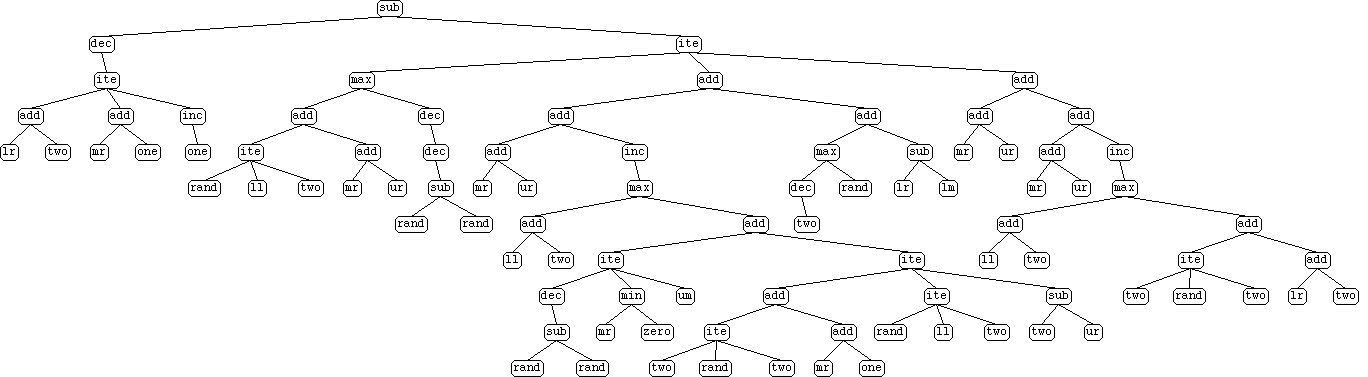 sub
dec ite
ite max add add
add add inc add dec add add add add
lr two mr one one ite add dec add inc max sub mr ur add inc
rand ll two mr ur sub mr ur max dec rand lr lm mr ur max
rand rand add add two add add
ll two ite ite ll two ite add
dec min um add ite sub two rand two lr two
sub mr zero ite add rand ll two two ur
rand rand two rand two mr one